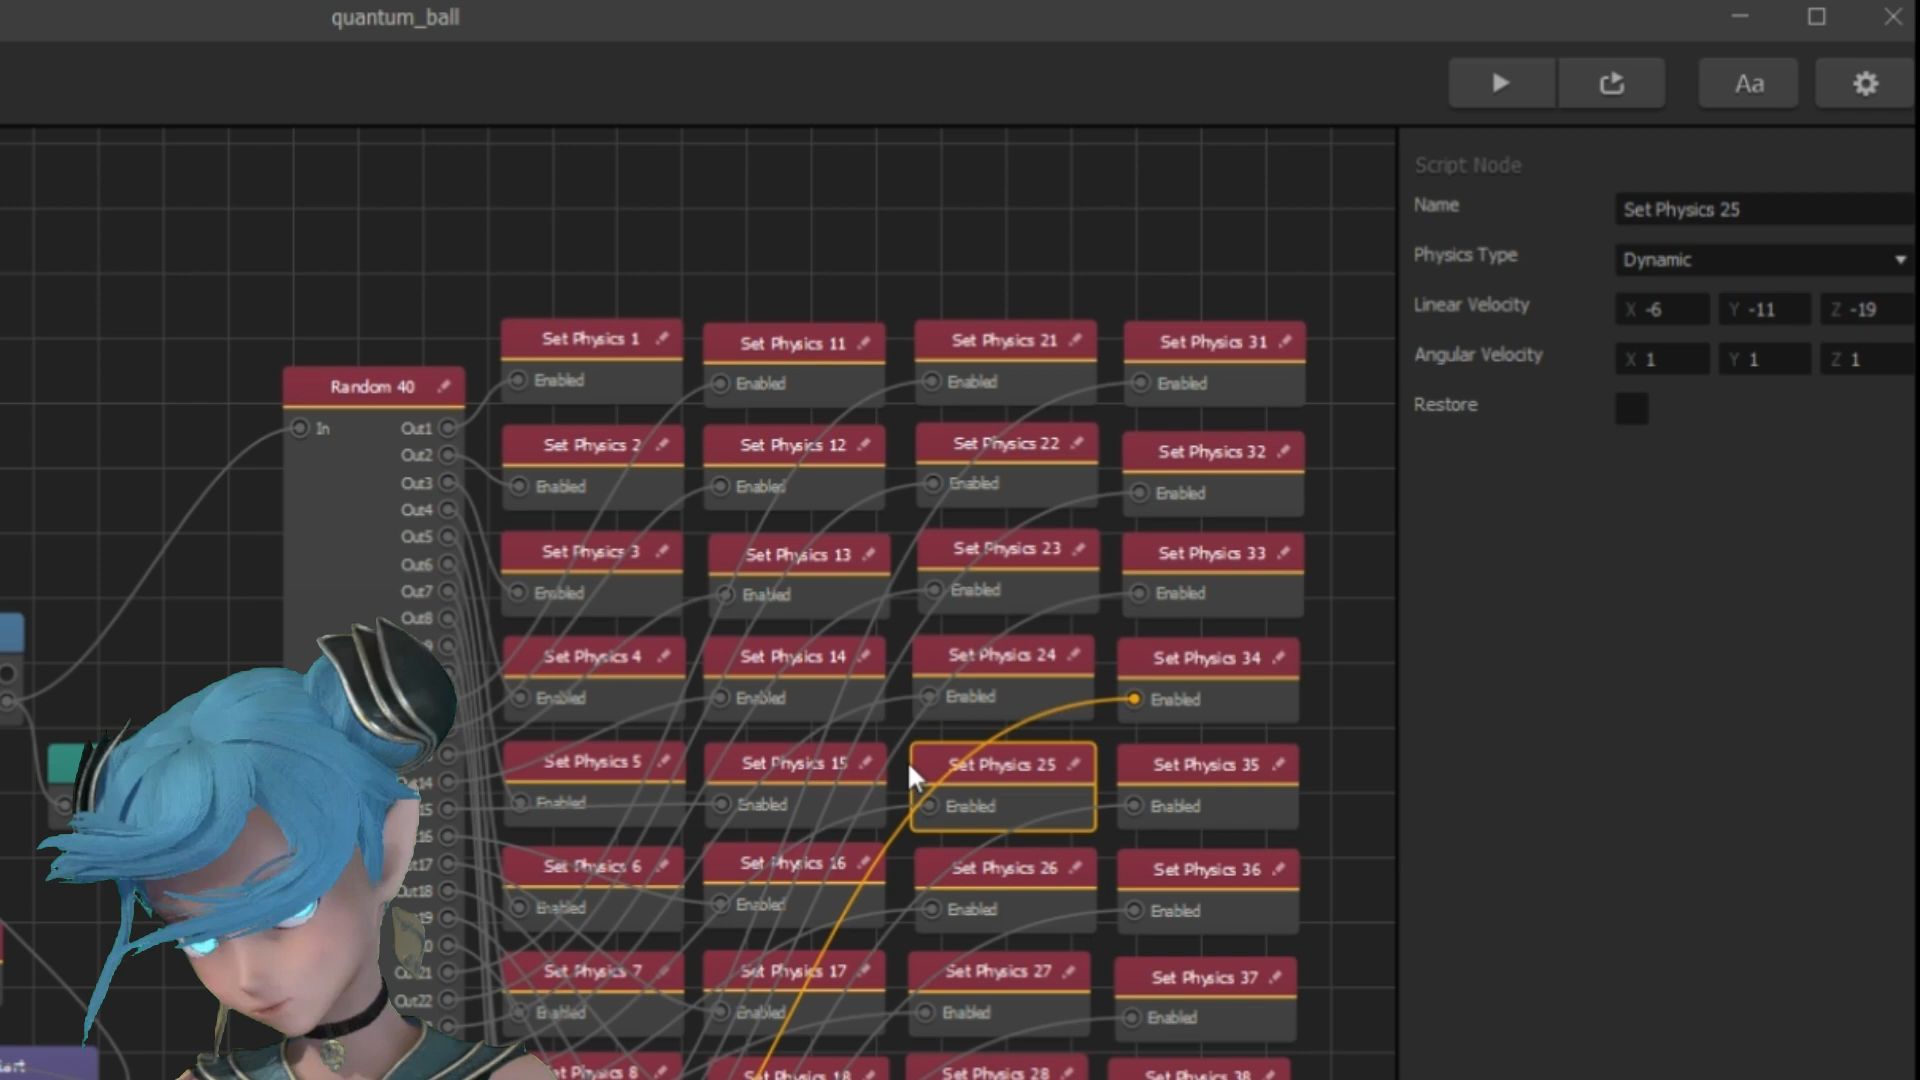 quantum_ball
Aa
Script Node
Name
Set Physics 25
Physics Type
Dynamic
Linear Velocity
X -6
Y -11
Z -19
Angular Velocity
X 1
Y 1
Z 1
Restore
Random 40
In
Out1
Out2
Out3
Out4
Out5
Out6
Out7
Out8
Out18
Out21
Out22
Set Physics 1
Enabled
Set Physics 2
Enabled
Set Physics 3
Enabled
Set Physics 4
Enabled
Set Physics 5
Enabled
Set Physics 6
Enabled
Set Physics 7
Enabled
Set Physics 8
Set Physics 11
Enabled
Set Physics 12
Enabled
Set Physics 13
Enabled
Set Physics 14
Enabled
Set Physics 15
Enabled
Set Physics 16
Enabled
Set Physics 17
Enabled
Set Physics 18
Set Physics 21
Enabled
Set Physics 22
Enabled
Set Physics 23
Enabled
Set Physics 24
Enabled
Set Physics 25
Enabled
Set Physics 26
Enabled
Set Physics 27
Enabled
Set Physics 28
Set Physics 31
Enabled
Set Physics 32
Enabled
Set Physics 33
Enabled
Set Physics 34
Enabled
Set Physics 35
Enabled
Set Physics 36
Enabled
Set Physics 37
Enabled
Set Physics 38